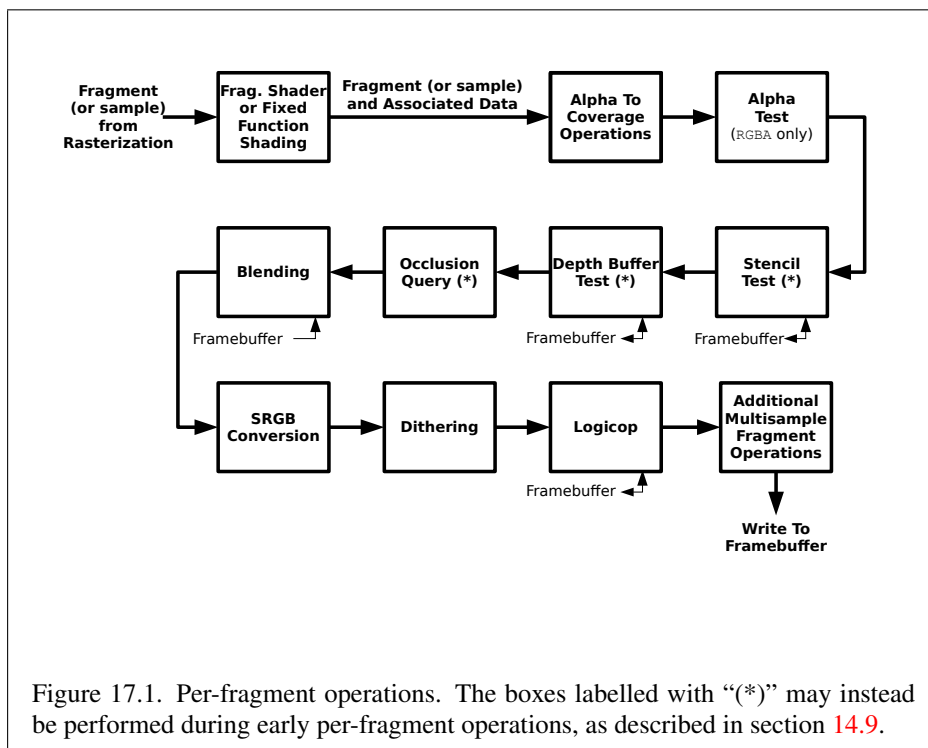 Fragment
(or sample)
from
Rasterization
Frag. Shader
or Fixed
Function
Shading
Fragment (or sample)
and Associated Data
Alpha To
Coverage
Operations
Alpha
Test
(RGBA only)
Blending
Occlusion
Query (*)
Depth Buffer
Test (*)
Stencil
Test (*)
Framebuffer
Framebuffer
Framebuffer
SRGB
Conversion
Dithering
Logicop
Additional
Multisample
Fragment
Operations
Framebuffer
Write To
Framebuffer
Figure 17.1. Per-fragment operations. The boxes labelled with “(*)” may instead
be performed during early per-fragment operations, as described in section 14.9.